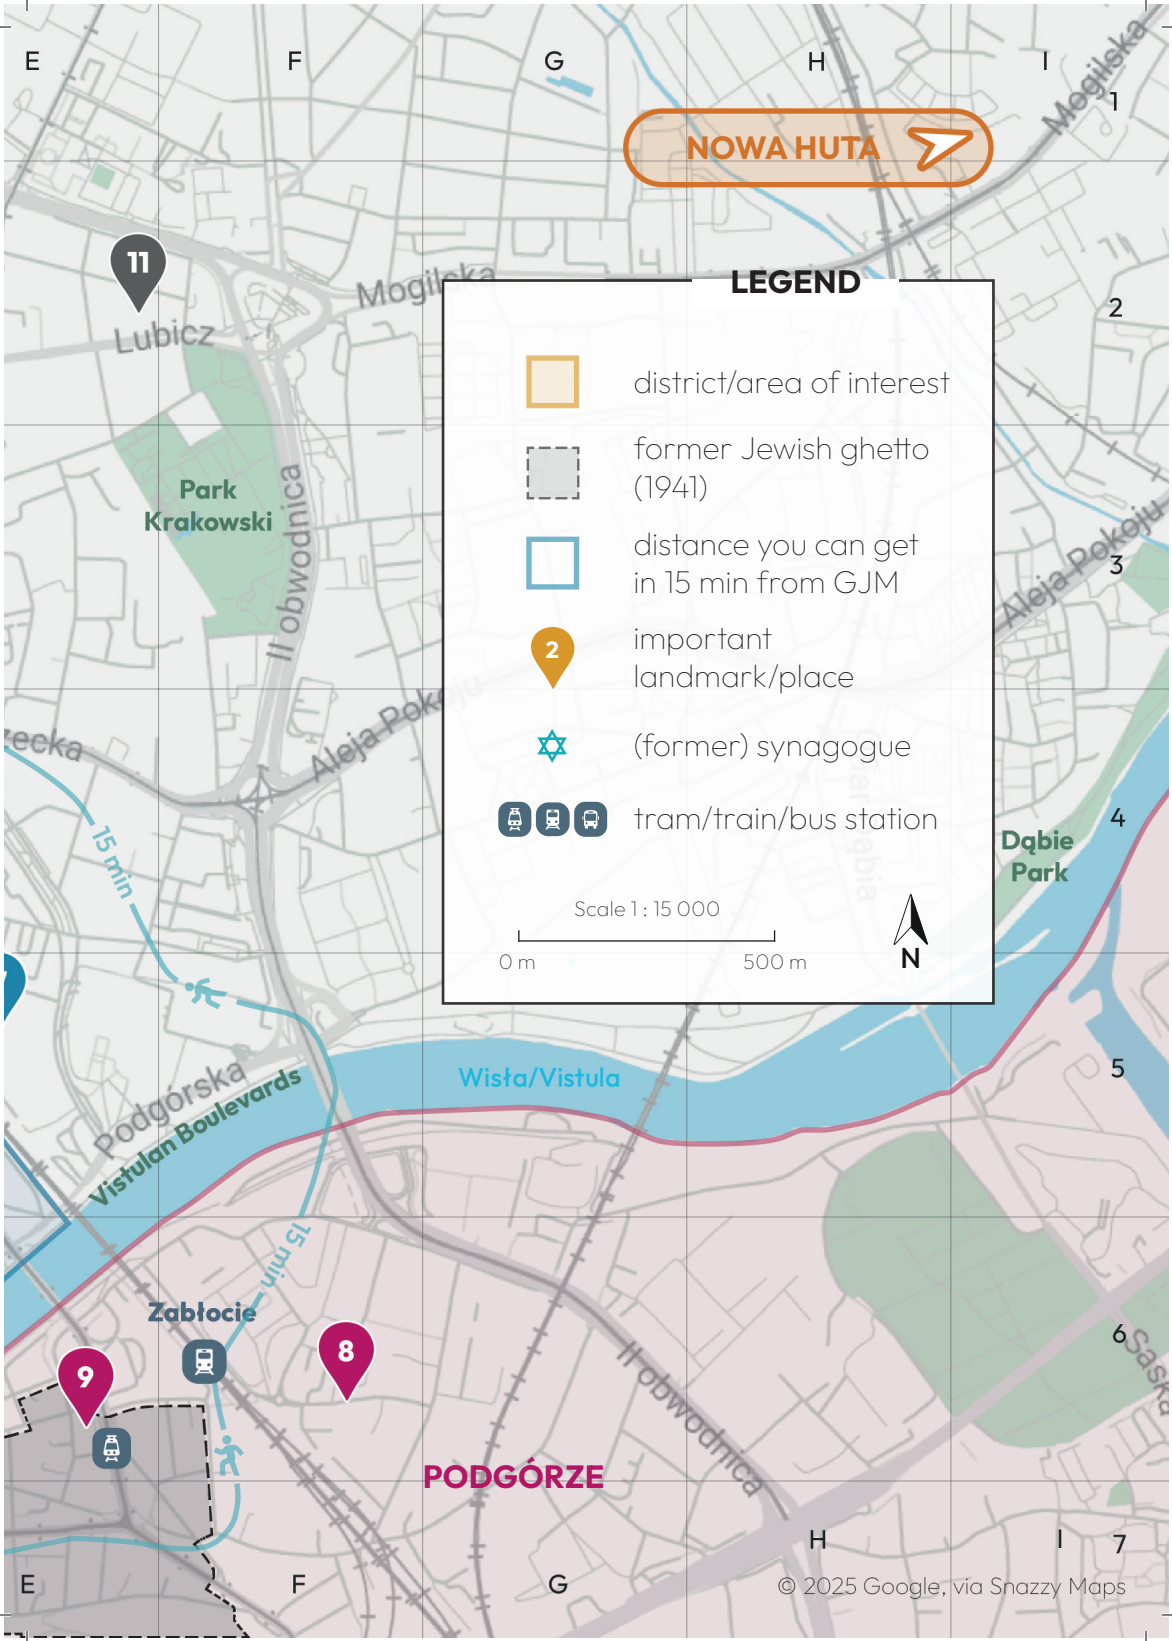 E
F
G
H
I
Mogilska
1
NOWA HUTA
11
Mogilska
LEGEND
2
Lubicz
district/area of interest
former Jewish ghetto
(1941)
Park
Krakowski
II obwodnica
distance you can get
in 15 min from GJM
Aleja Pokoju
3
2
important
landmark/place
Aleja Pokoju
(former) synagogue
15 min
tram/train/bus station
4
Dąbie
Park
Scale 1 : 15 000
0 m
500 m
N
Podgórska
Vistulan Boulevards
Wisła/Vistula
5
15 min
Zabłocie
9
8
6
II obwodnica
PODGÓRZE
H
I
7
E
F
G
© 2025 Google, via Snazzy Maps